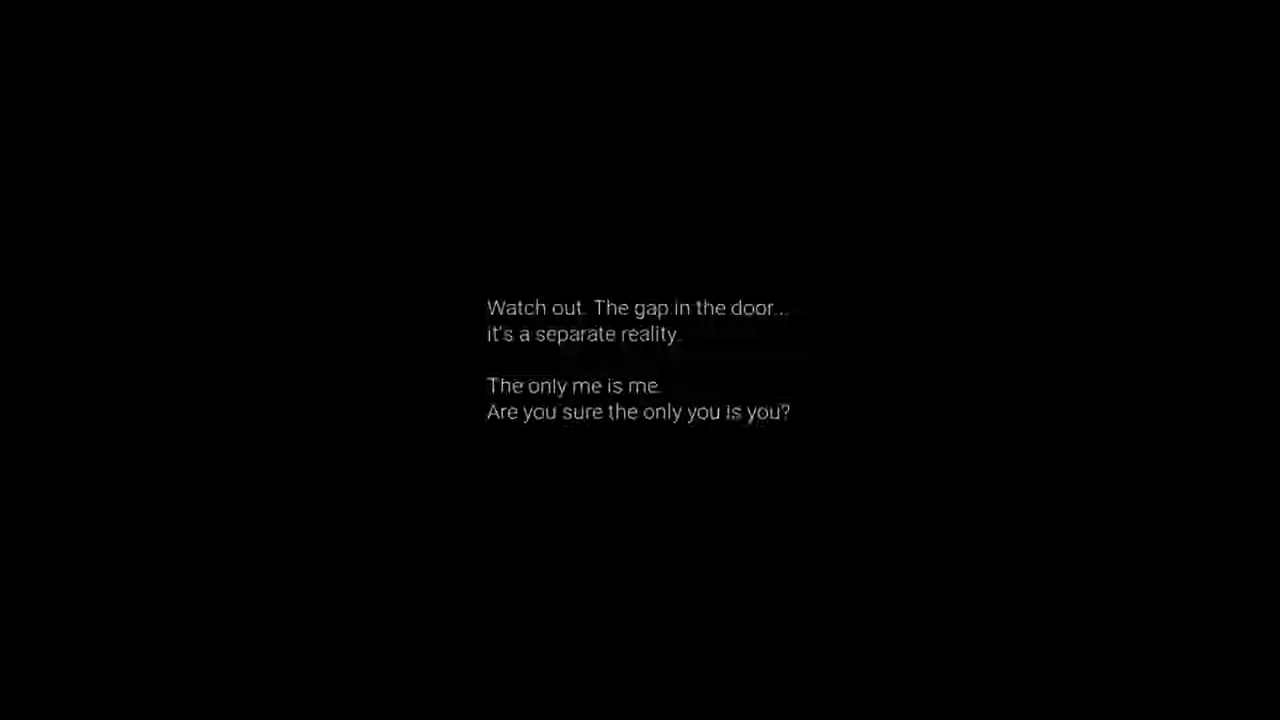 Watch out. The gap in the door...
it's a separate reality.
The only me is me.
Are you sure the only you is you?